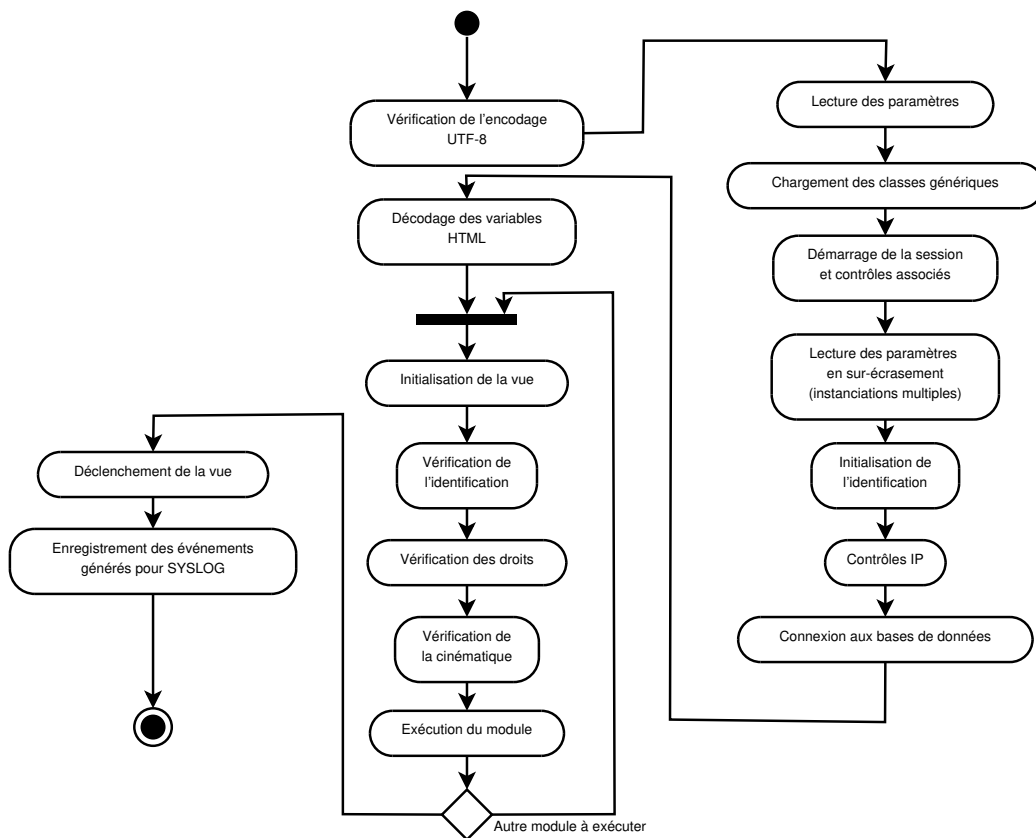 Vérification de l'encodage
UTF-8
Lecture des paramètres
Chargement des classes génériques
Démarrage de la session
et contrôles associés
Lecture des paramètres
en sur-écrasement
(instanciations multiples)
Initialisation de
l'identification
Contrôles IP
Connexion aux bases de données
Décodage des variables
HTML
Initialisation de la vue
Vérification de
l'identification
Vérification des droits
Vérification de
la cinématique
Exécution du module
Autre module à exécuter
Déclenchement de la vue
Enregistrement des événements
générés pour SYSLOG